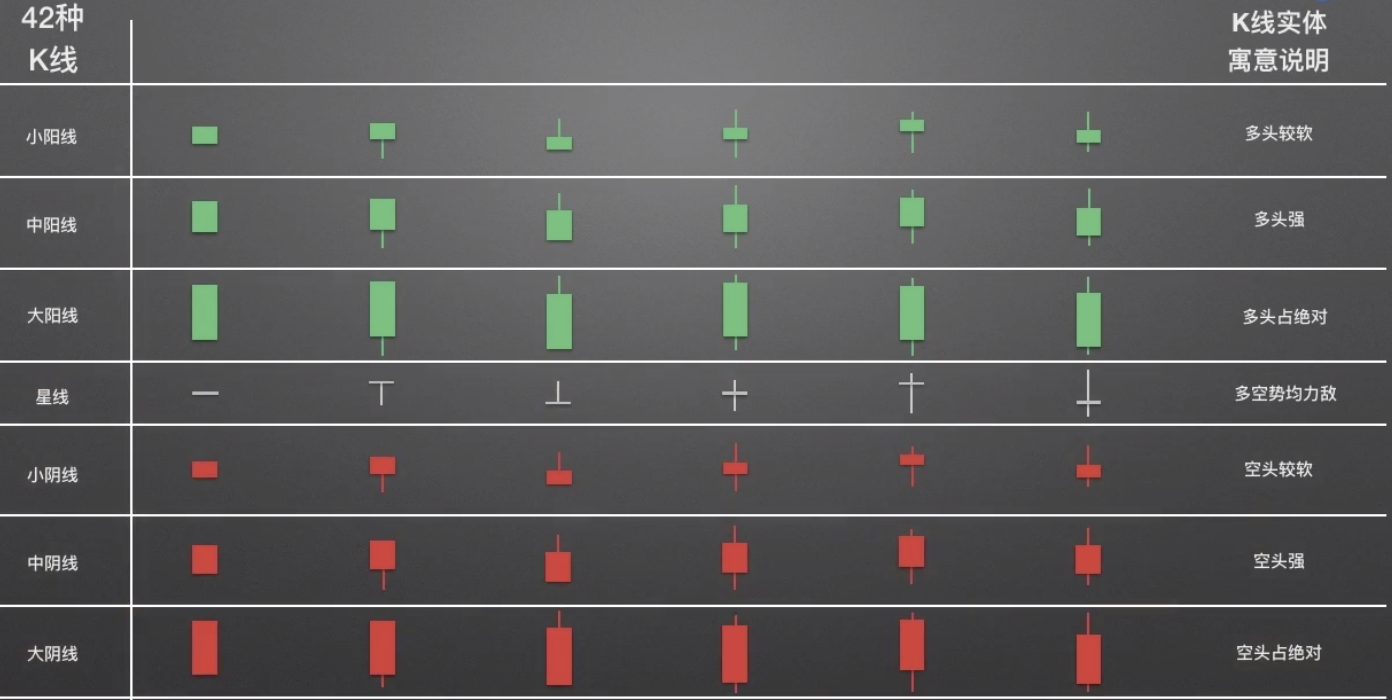 42种
K线
K线实体
寓意说明
小阳线
多头较软
中阳线
多头强
大阳线
多头占绝对
星线
多空势均力敌
小阴线
空头较软
中阴线
空头强
大阴线
空头占绝对